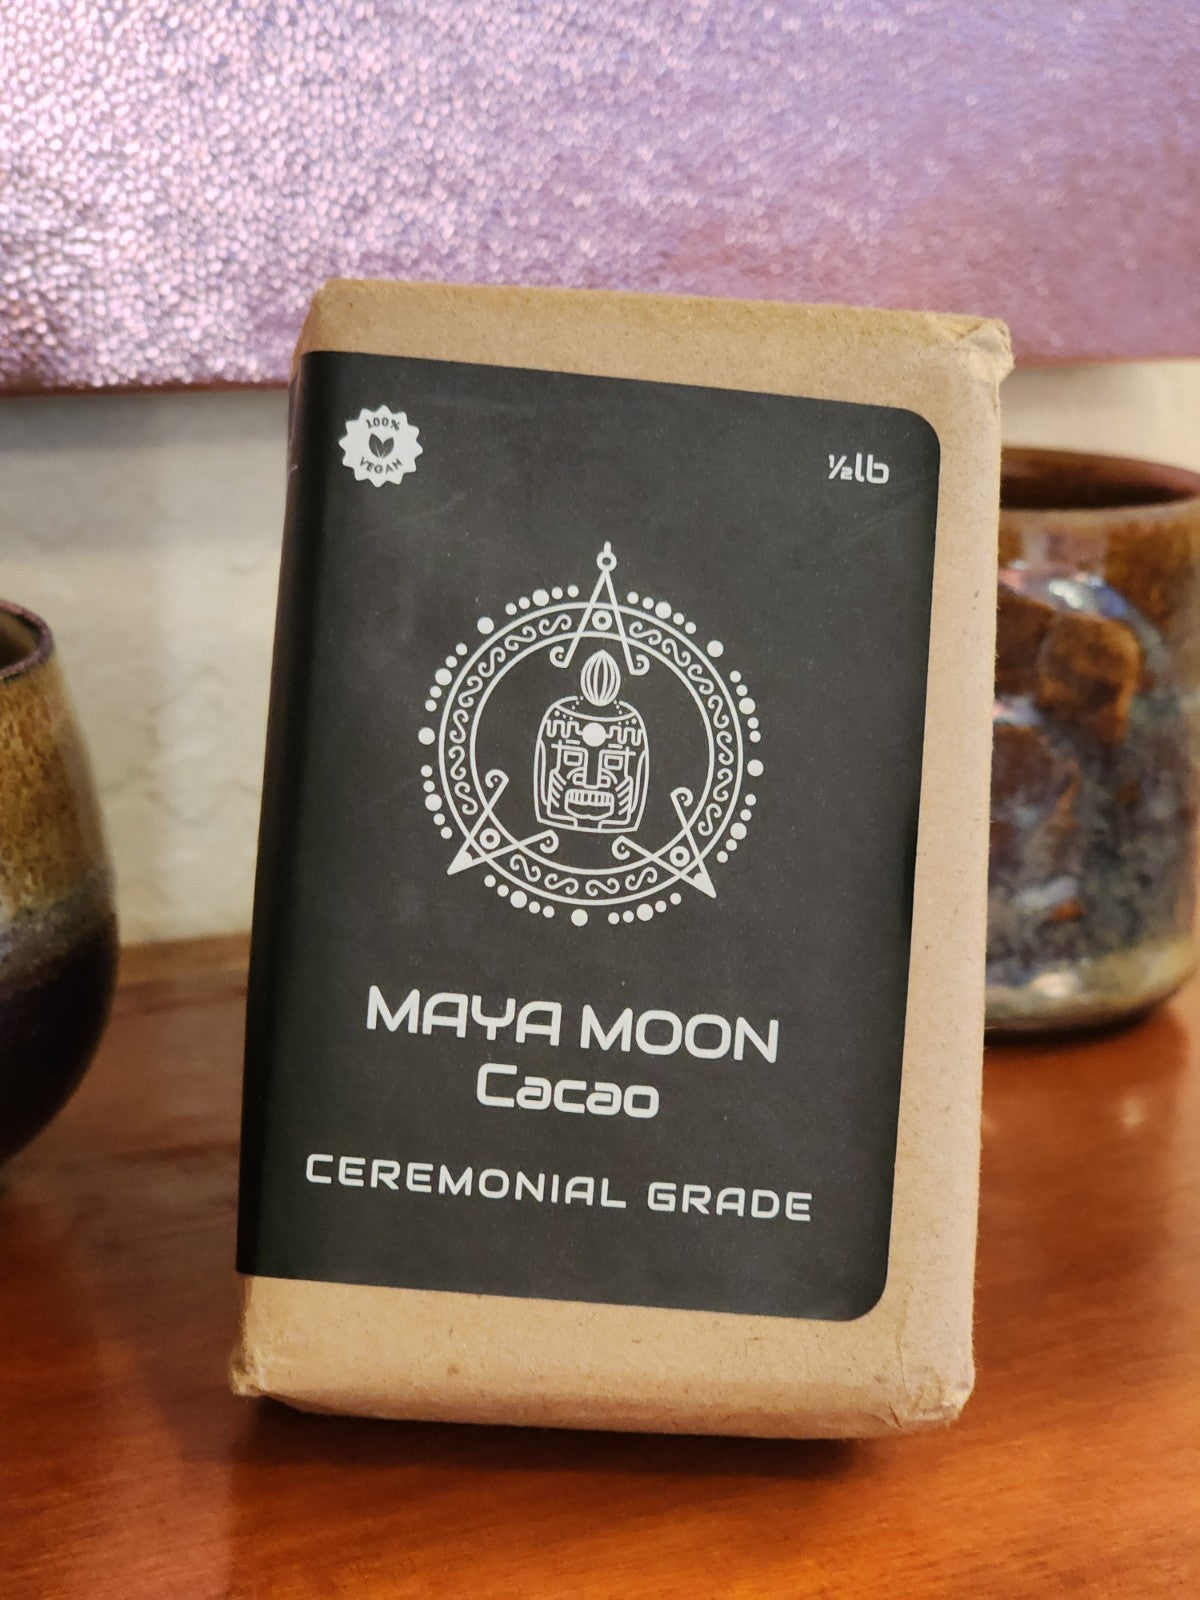 100%
VEGAN
½lb
MAYA MOON
Cacao
CEREMONIAL GRADE